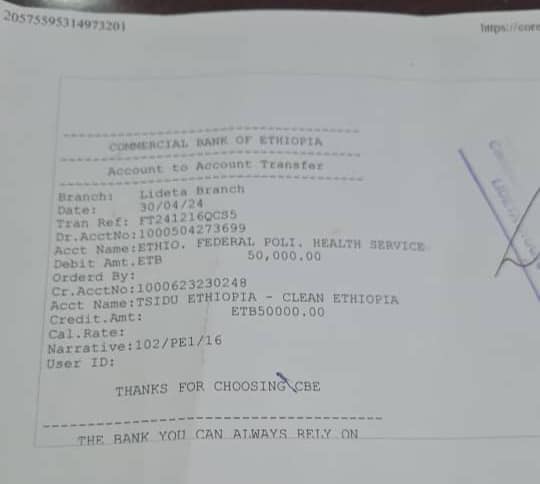 20575595314973201
COMMERCIAL BANK OF ETHIOPIA
Account to Account Transfer
Branch: Lideta Branch
Date: 30/04/24
Tran Ref: FT241216QCS5
Dr.AcctNo:1000504273699
Acct Name:ETHIO. FEDERAL POLI. HEALTH SERVICE
Debit Amt.ETB 50,000.00
Orderd By:
Cr.AcctNo:1000623230248
Acct Name:TSIDU ETHIOPIA - CLEAN ETHIOPIA
Credit.Amt: ETB50000.00
Cal.Rate:
Narrative:102/PE1/16
User ID:
THANKS FOR CHOOSING CBE
THE BANK YOU CAN ALWAYS RELY ON